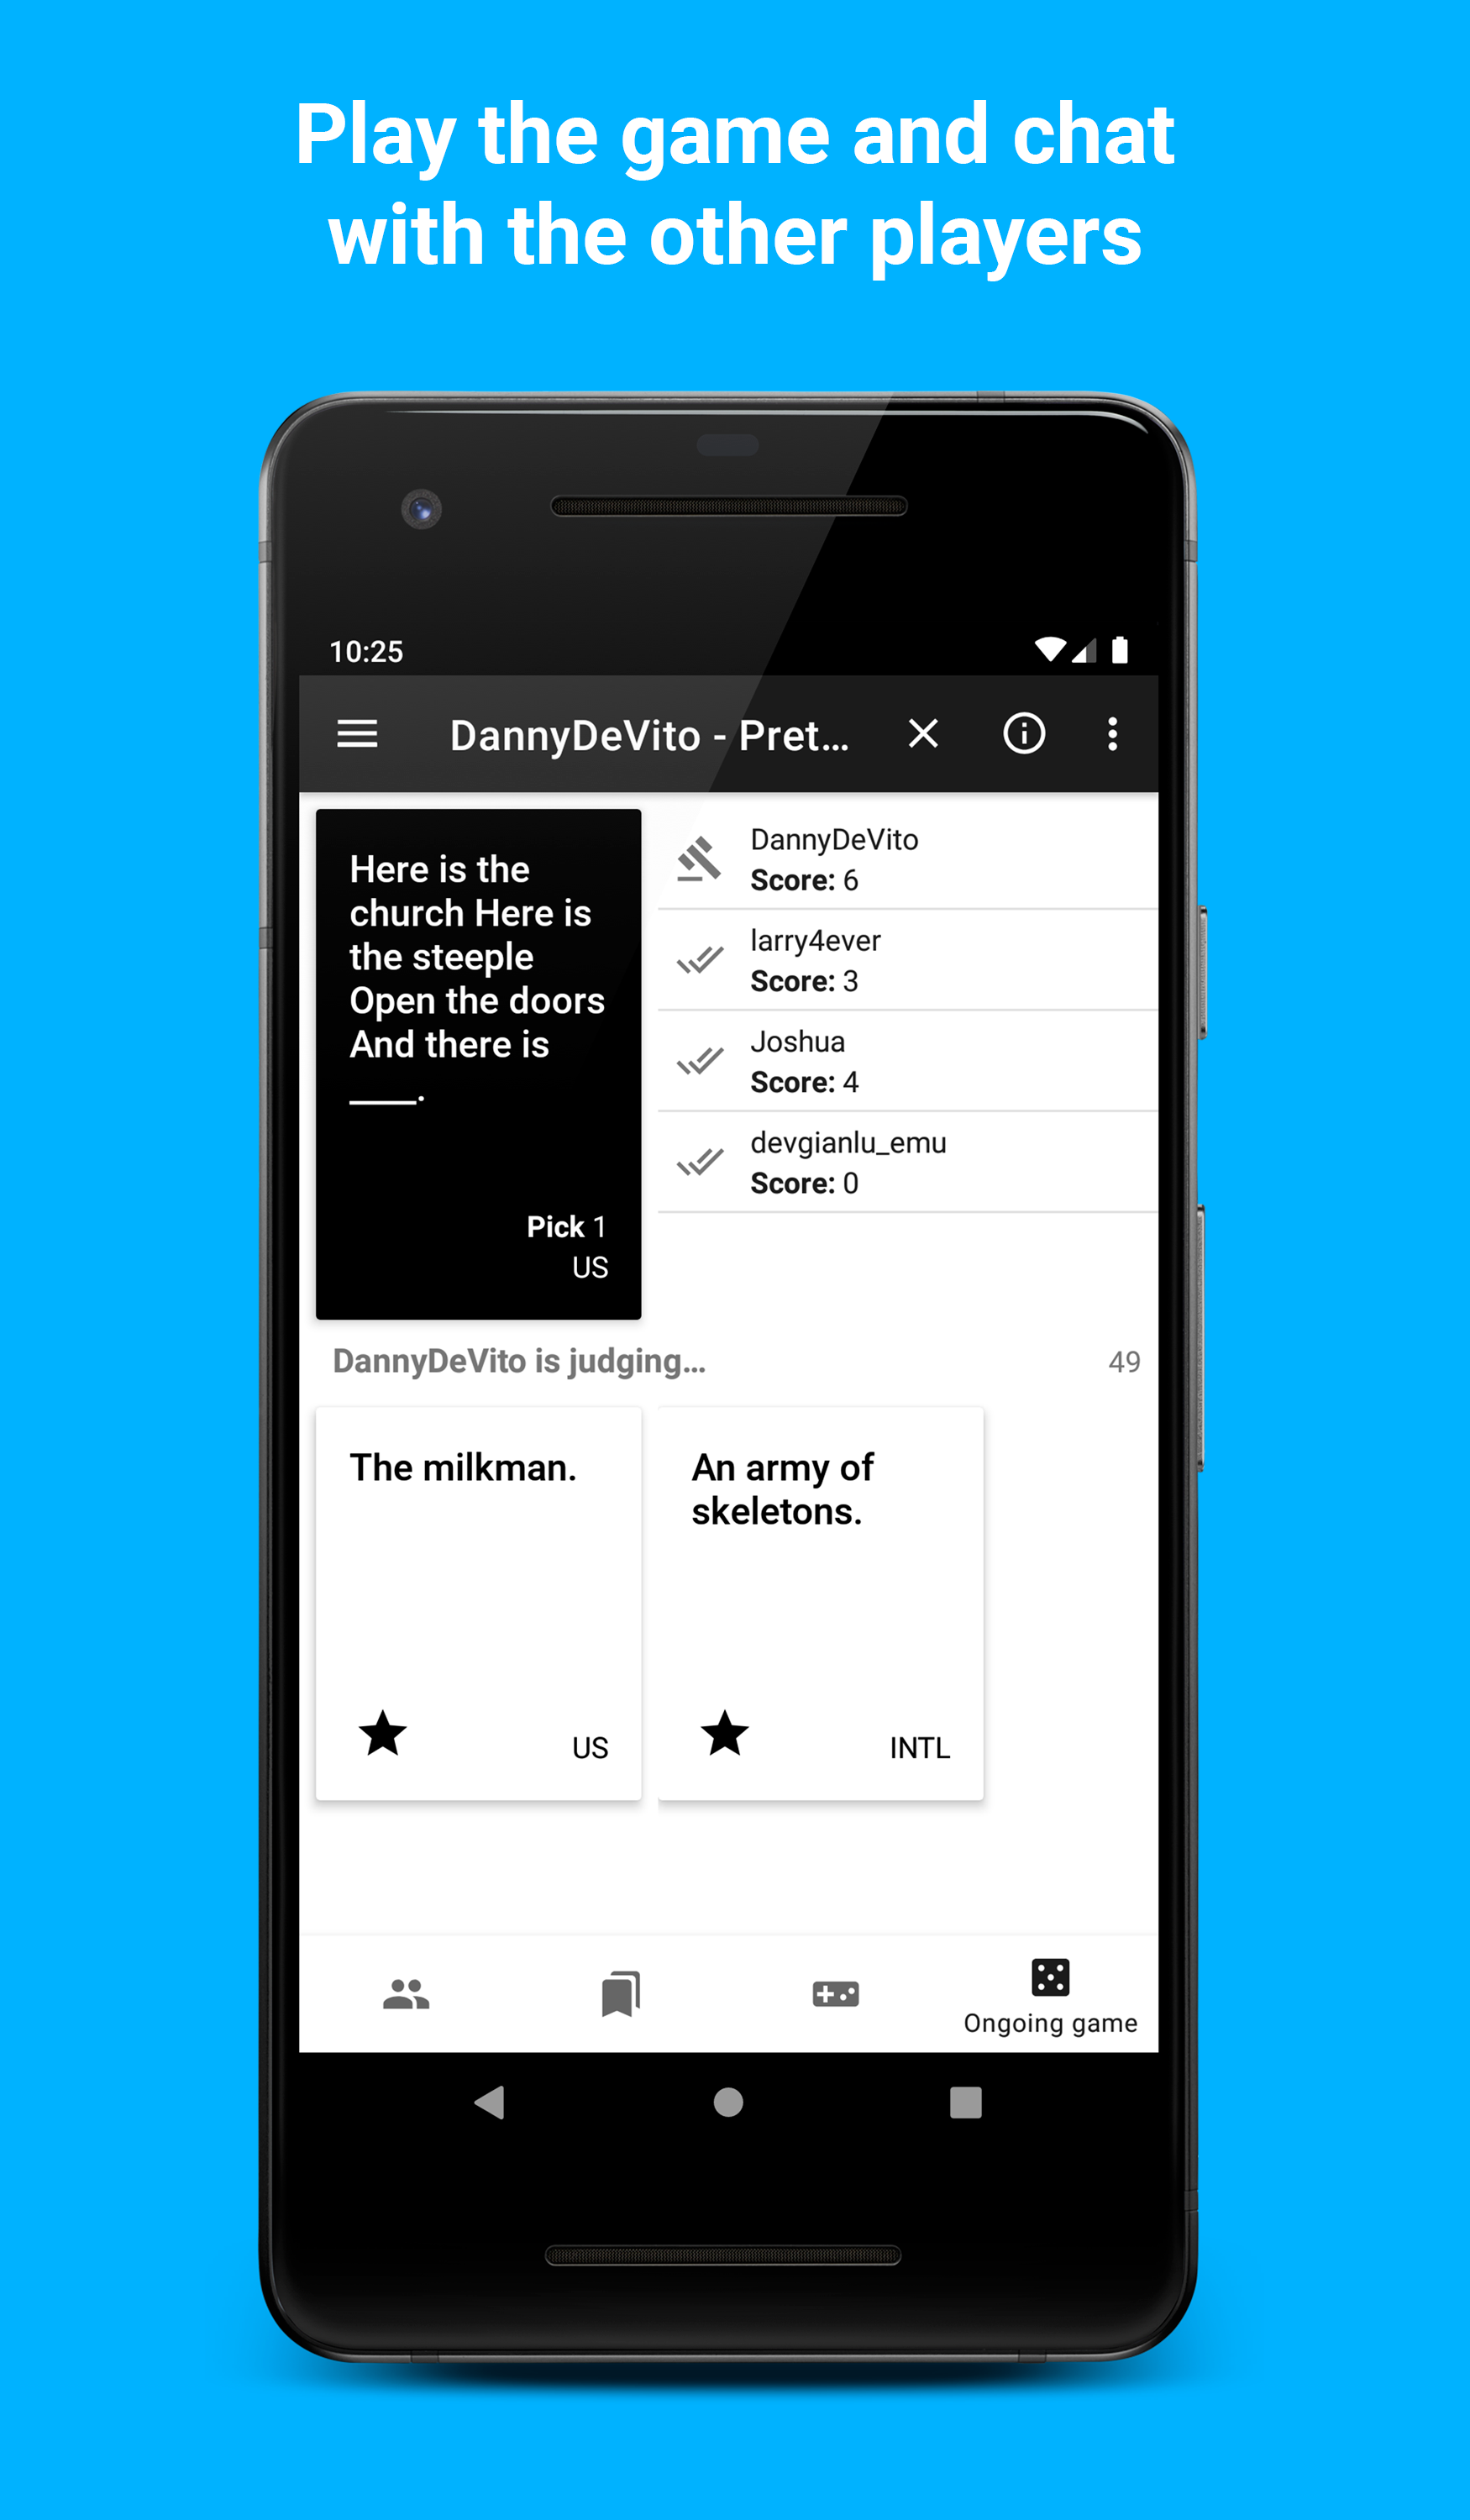 Play the game and chat
with the other players
10:25
DannyDeVito - Pret...
Here is the
church Here is
the steeple
Open the doors
And there is
____.
Pick 1
US
DannyDeVito
Score: 6
larry4ever
Score: 3
Joshua
Score: 4
devgianlu_emu
Score: 0
DannyDeVito is judging...
49
The milkman.
US
An army of
skeletons.
INTL
Ongoing game